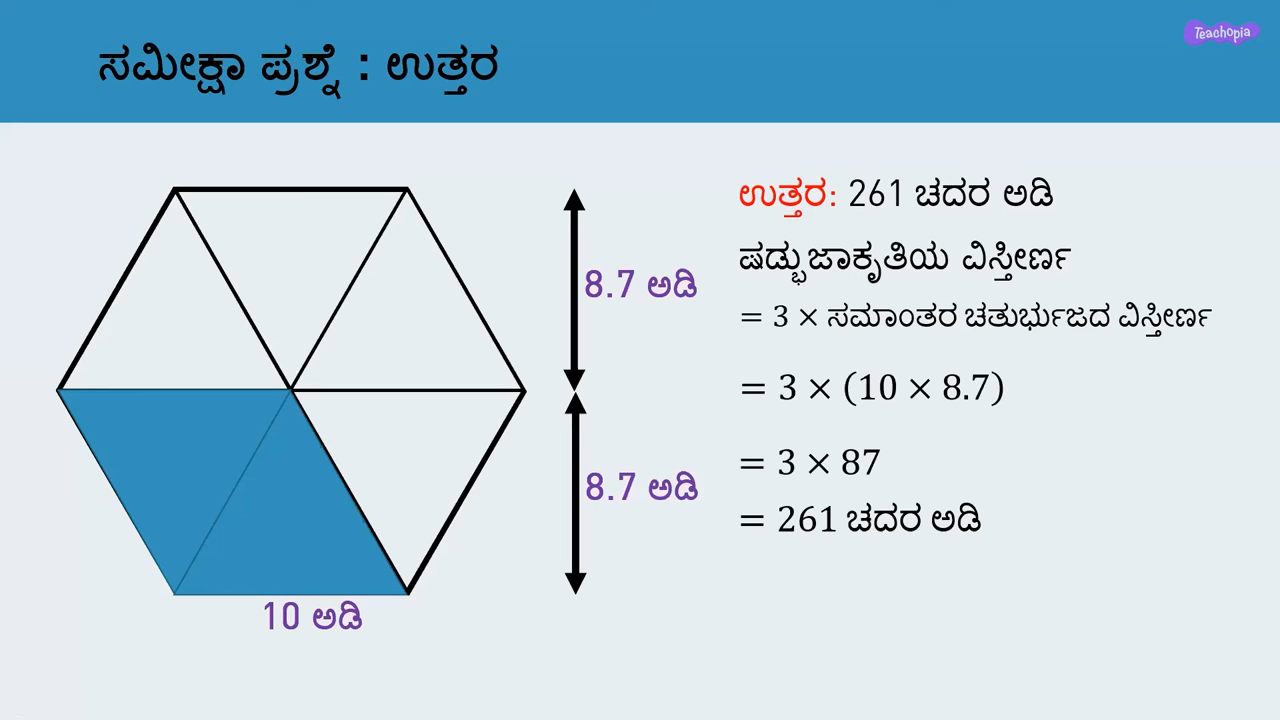 ಸಮೀಕ್ಷಾ ಪ್ರಶ್ನೆ : ಉತ್ತರ
Teachopia
8.7 ಅಡಿ
8.7 ಅಡಿ
10 ಅಡಿ
ಉತ್ತರ: 261 ಚದರ ಅಡಿ
ಷಡ್ಭುಜಾಕೃತಿಯ ವಿಸ್ತೀರ್ಣ
= 3 × ಸಮಾಂತರ ಚತುರ್ಭುಜದ ವಿಸ್ತೀರ್ಣ
= 3 × (10 × 8.7)
= 3 × 87
= 261 ಚದರ ಅಡಿ